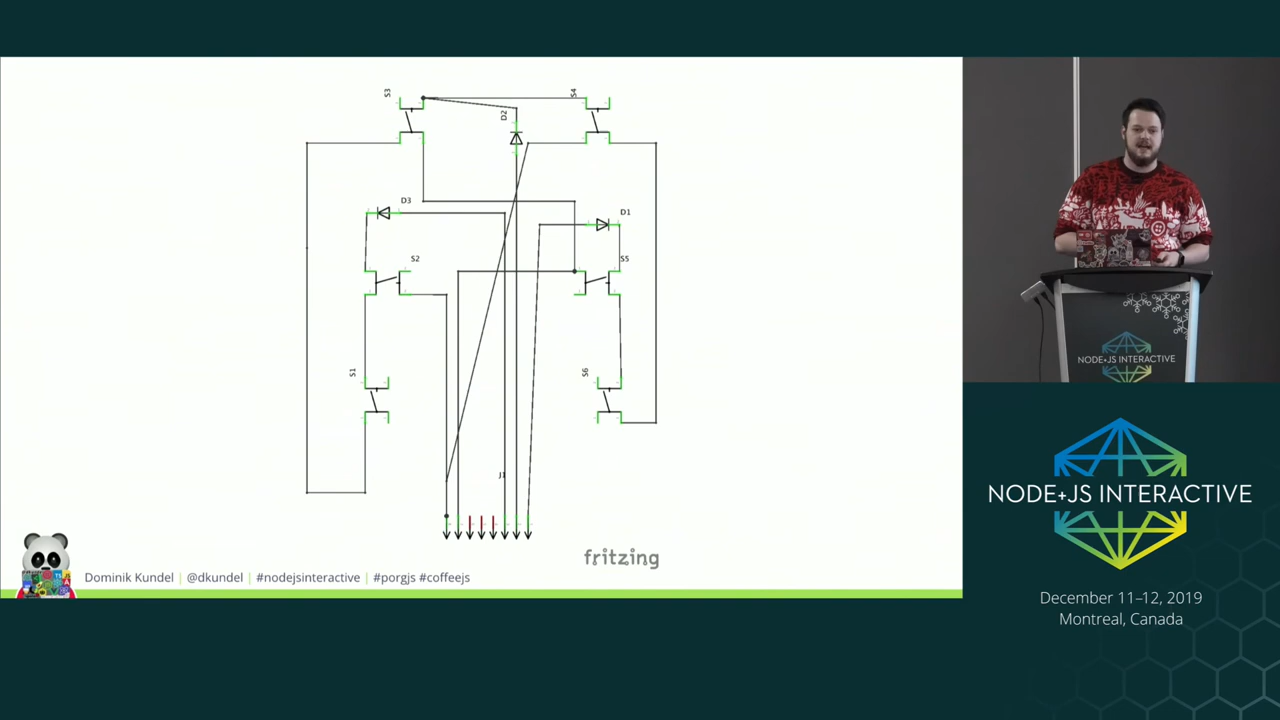 S3
S4
D2
D3
D1
S2
S5
S1
S6
J1
fritzing
Dominik Kundel | @dkundel | #nodejsinteractive | #porgjs #coffeejs
NODE+JS INTERACTIVE
NODE+JS INTERACTIVE
December 11–12, 2019
Montreal, Canada